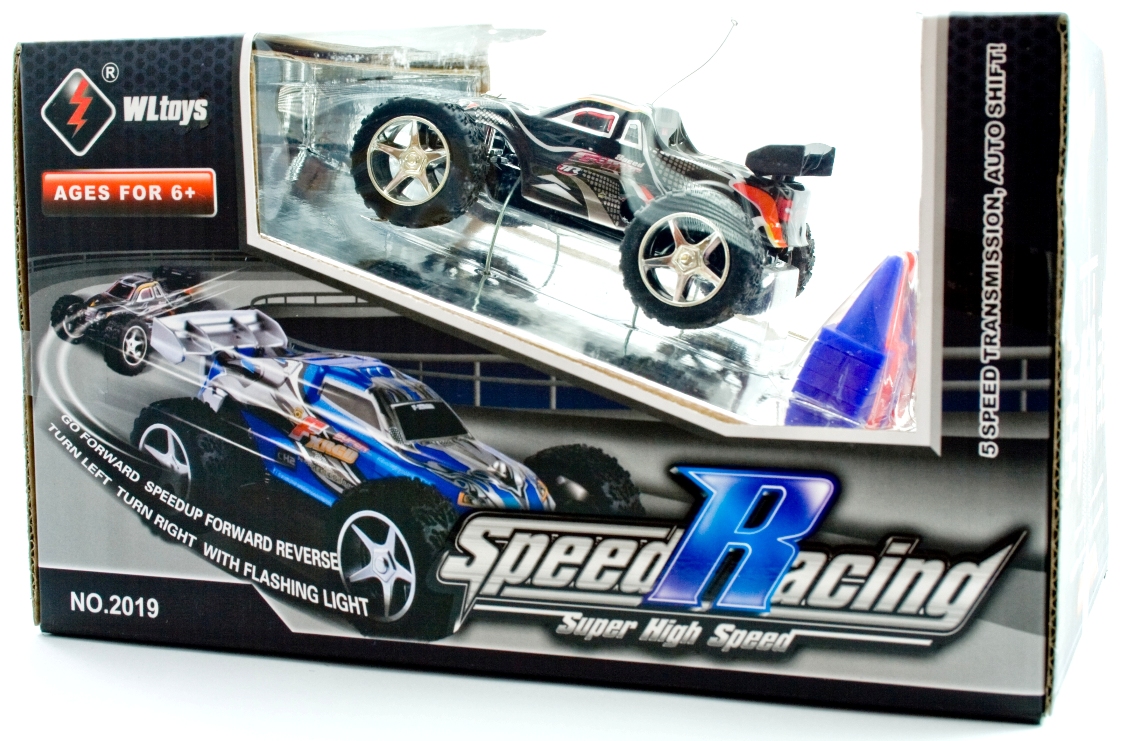 ®
WLtoys
AGES FOR 6+
5 SPEED TRANSMISSION, AUTO SHIFT!
GO FORWARD SPEEDUP FORWARD REVERSE
TURN LEFT TURN RIGHT WITH FLASHING LIGHT
Speed Racing
Super High Speed
NO.2019